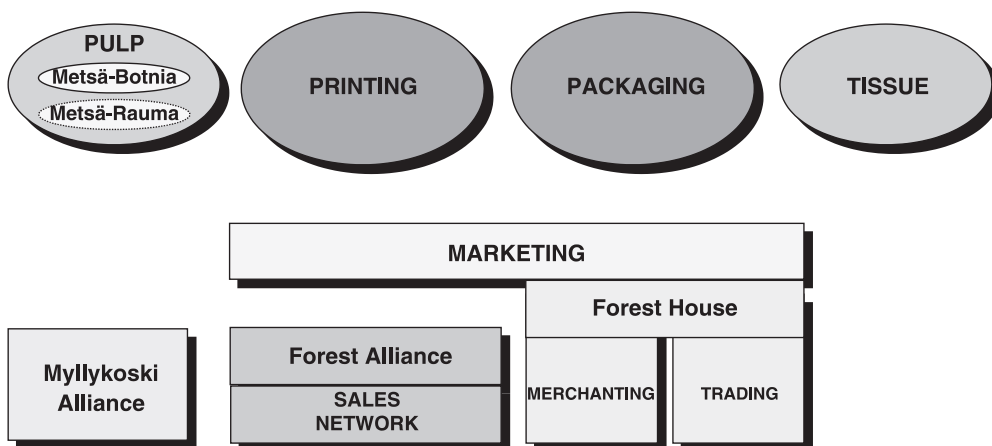 PULP
Metsä-Botnia
Metsä-Rauma
PRINTING
PACKAGING
TISSUE
MARKETING
Forest House
Myllykoski
Alliance
Forest Alliance
SALES
NETWORK
MERCHANTING
TRADING